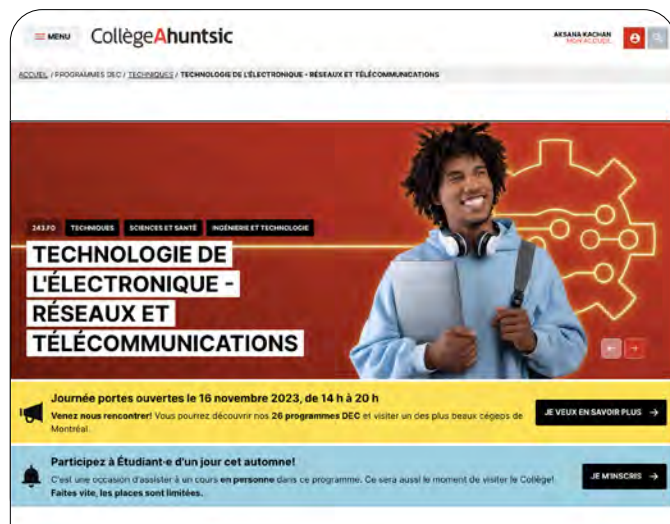 MENU
CollègeAhuntsic
AKSANA KACHAN
MON ACCUEIL
ACCUEIL / PROGRAMMES DEC / TECHNIQUES / TECHNOLOGIE DE L'ÉLECTRONIQUE - RÉSEAUX ET TÉLÉCOMMUNICATIONS
243.F0 TECHNIQUES SCIENCES ET SANTÉ INGÉNIERIE ET TECHNOLOGIE
TECHNOLOGIE DE
L'ÉLECTRONIQUE -
RÉSEAUX ET
TÉLÉCOMMUNICATIONS
Journée portes ouvertes le 16 novembre 2023, de 14 h à 20 h
Venez nous rencontrer! Vous pourrez découvrir nos 26 programmes DEC et visiter un des plus beaux cégeps de
Montréal.
JE VEUX EN SAVOIR PLUS →
Participez à Étudiant·e d'un jour cet automne!
C'est une occasion d'assister à un cours en personne dans ce programme. Ce sera aussi le moment de visiter le Collège!
Faites vite, les places sont limitées.
JE M'INSCRIS →